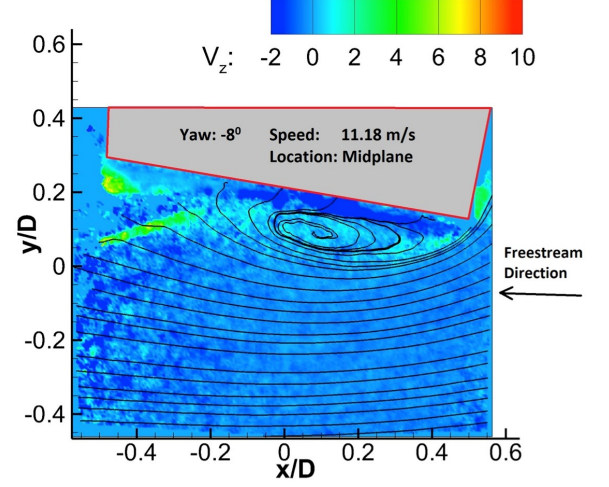 V_z: -2 0 2 4 6 8 10
0.6
0.4
Yaw: -8⁰ Speed: 11.18 m/s
Location: Midplane
0.2
y/D
0
Freestream
Direction
-0.2
-0.4
-0.4 -0.2 0 0.2 0.4 0.6
x/D